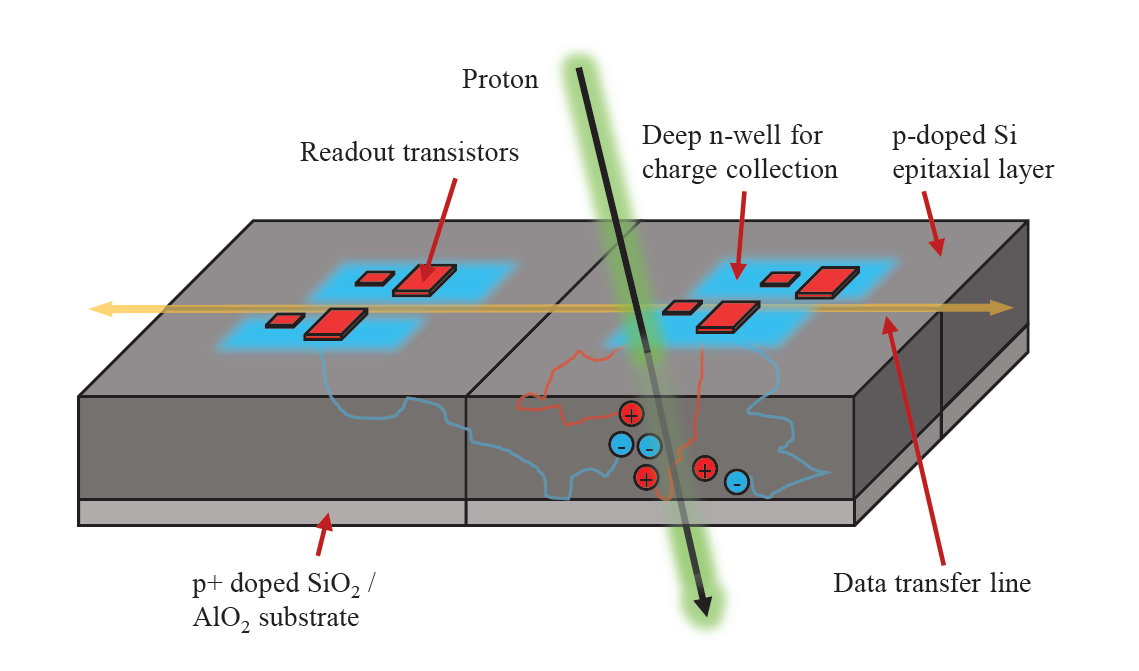 Proton
Readout transistors
Deep n-well for
charge collection
p-doped Si
epitaxial layer
+
- -
+
+
-
p+ doped SiO₂ /
AlO₂ substrate
Data transfer line